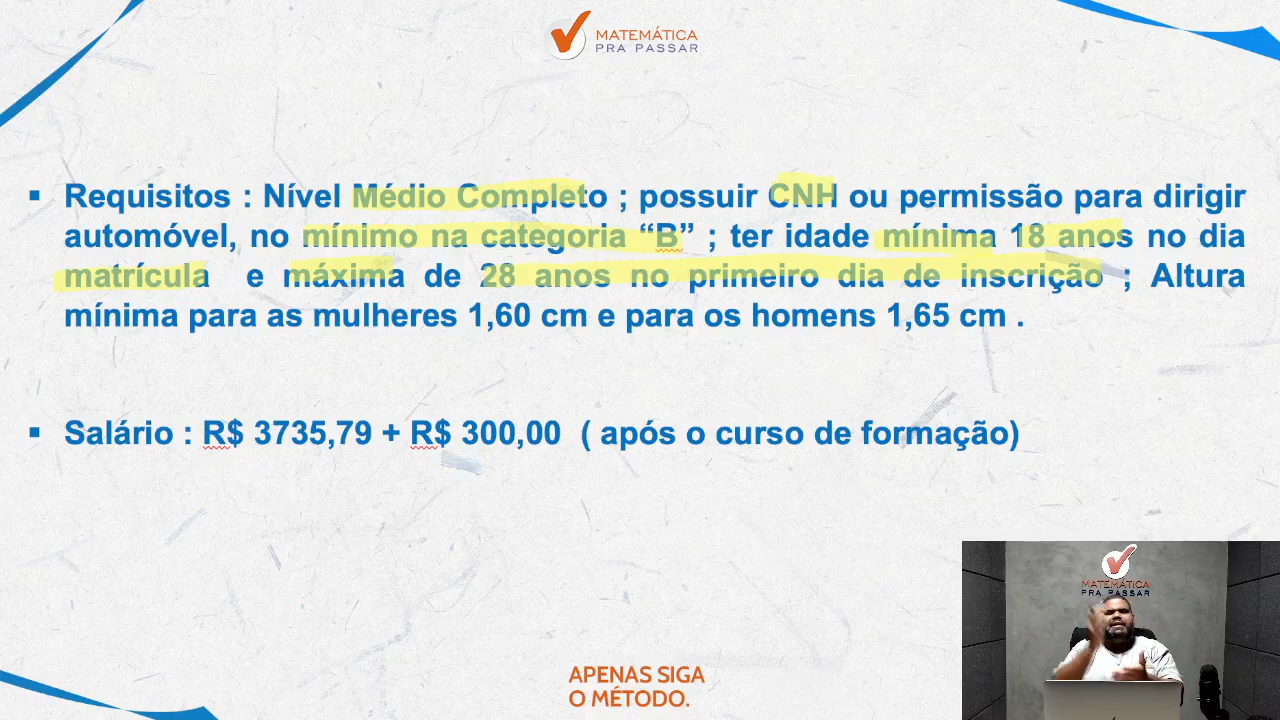 MATEMÁTICA
PRA PASSAR
▪ Requisitos : Nível Médio Completo ; possuir CNH ou permissão para dirigir
automóvel, no mínimo na categoria “B” ; ter idade mínima 18 anos no dia
matrícula e máxima de 28 anos no primeiro dia de inscrição ; Altura
mínima para as mulheres 1,60 cm e para os homens 1,65 cm .
▪ Salário : R$ 3735,79 + R$ 300,00 ( após o curso de formação)
MATEMÁTICA
PRA PASSAR
APENAS SIGA
O MÉTODO.